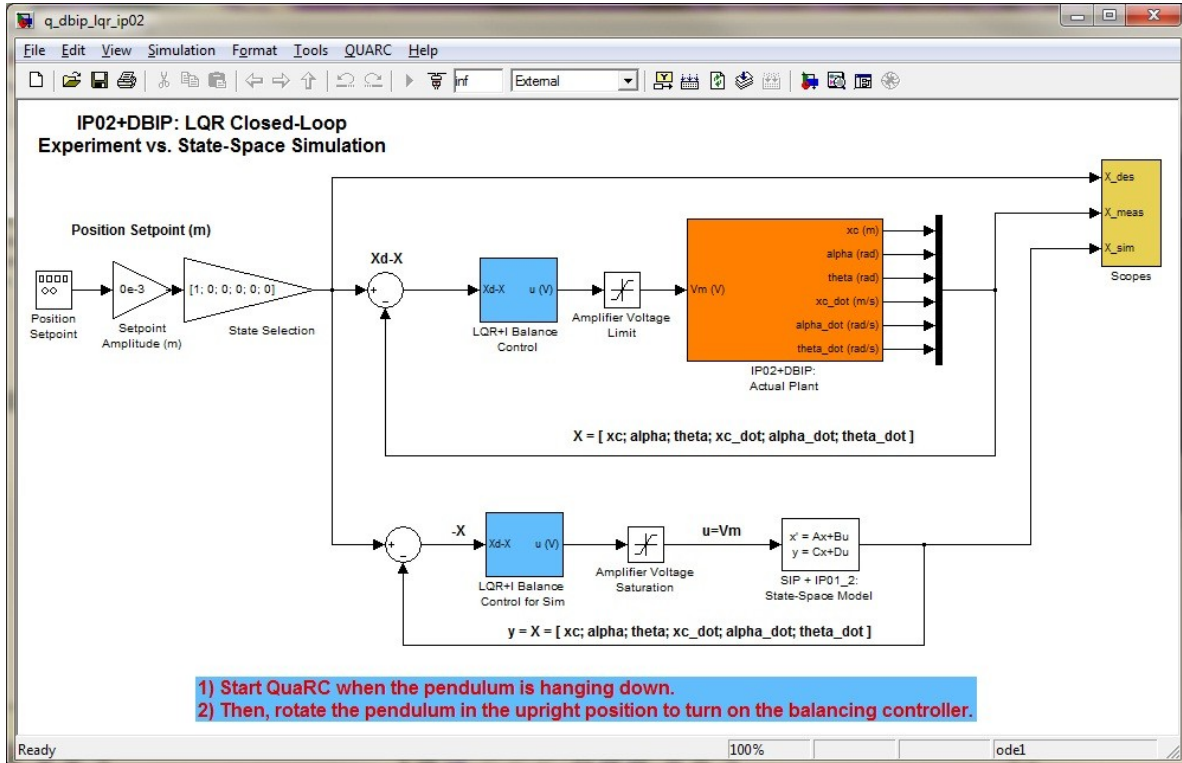 q_dbip_lqr_ip02
File Edit View Simulation Format Tools QUARC Help
inf External
IP02+DBIP: LQR Closed-Loop
Experiment vs. State-Space Simulation
X_des
X_meas
X_sim
Scopes
Position Setpoint (m)
Position
Setpoint
0e-3
Setpoint
Amplitude (m)
[1; 0; 0; 0; 0; 0]
State Selection
Xd-X
+
-
Xd-X u (V)
LQR+I Balance
Control
Amplifier Voltage
Limit
Vm (V)
xc (m)
alpha (rad)
theta (rad)
xc_dot (m/s)
alpha_dot (rad/s)
theta_dot (rad/s)
IP02+DBIP:
Actual Plant
X = [ xc; alpha; theta; xc_dot; alpha_dot; theta_dot ]
+
-
-X
Xd-X u (V)
LQR+I Balance
Control for Sim
Amplifier Voltage
Saturation
u=Vm
x' = Ax+Bu
y = Cx+Du
SIP + IP01_2:
State-Space Model
y = X = [ xc; alpha; theta; xc_dot; alpha_dot; theta_dot ]
1) Start QuaRC when the pendulum is hanging down.
2) Then, rotate the pendulum in the upright position to turn on the balancing controller.
Ready 100% ode1